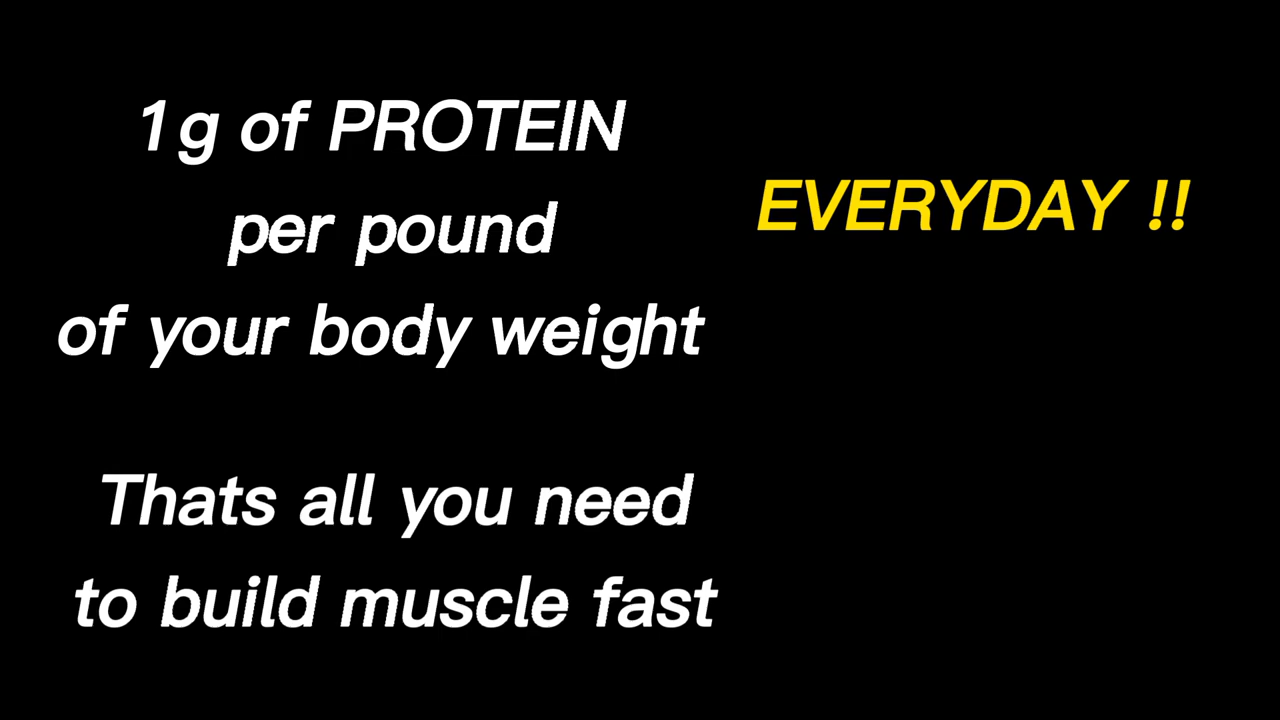 1g of PROTEIN
per pound
of your body weight
EVERYDAY !!
Thats all you need
to build muscle fast